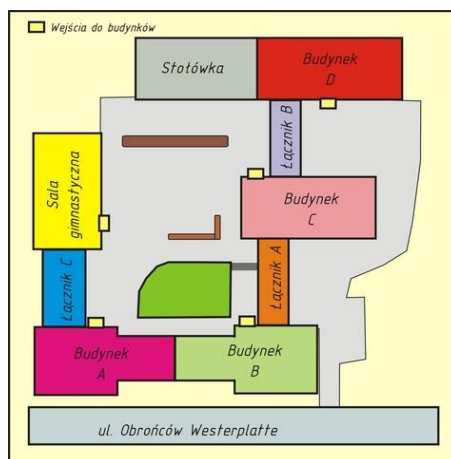 Wejścia do budynków
Stołówka
Budynek
D
Łącznik B
Sala
gimnastyczna
Budynek
C
Łącznik C
Łącznik A
Budynek
A
Budynek
B
ul. Obrońców Westerplatte